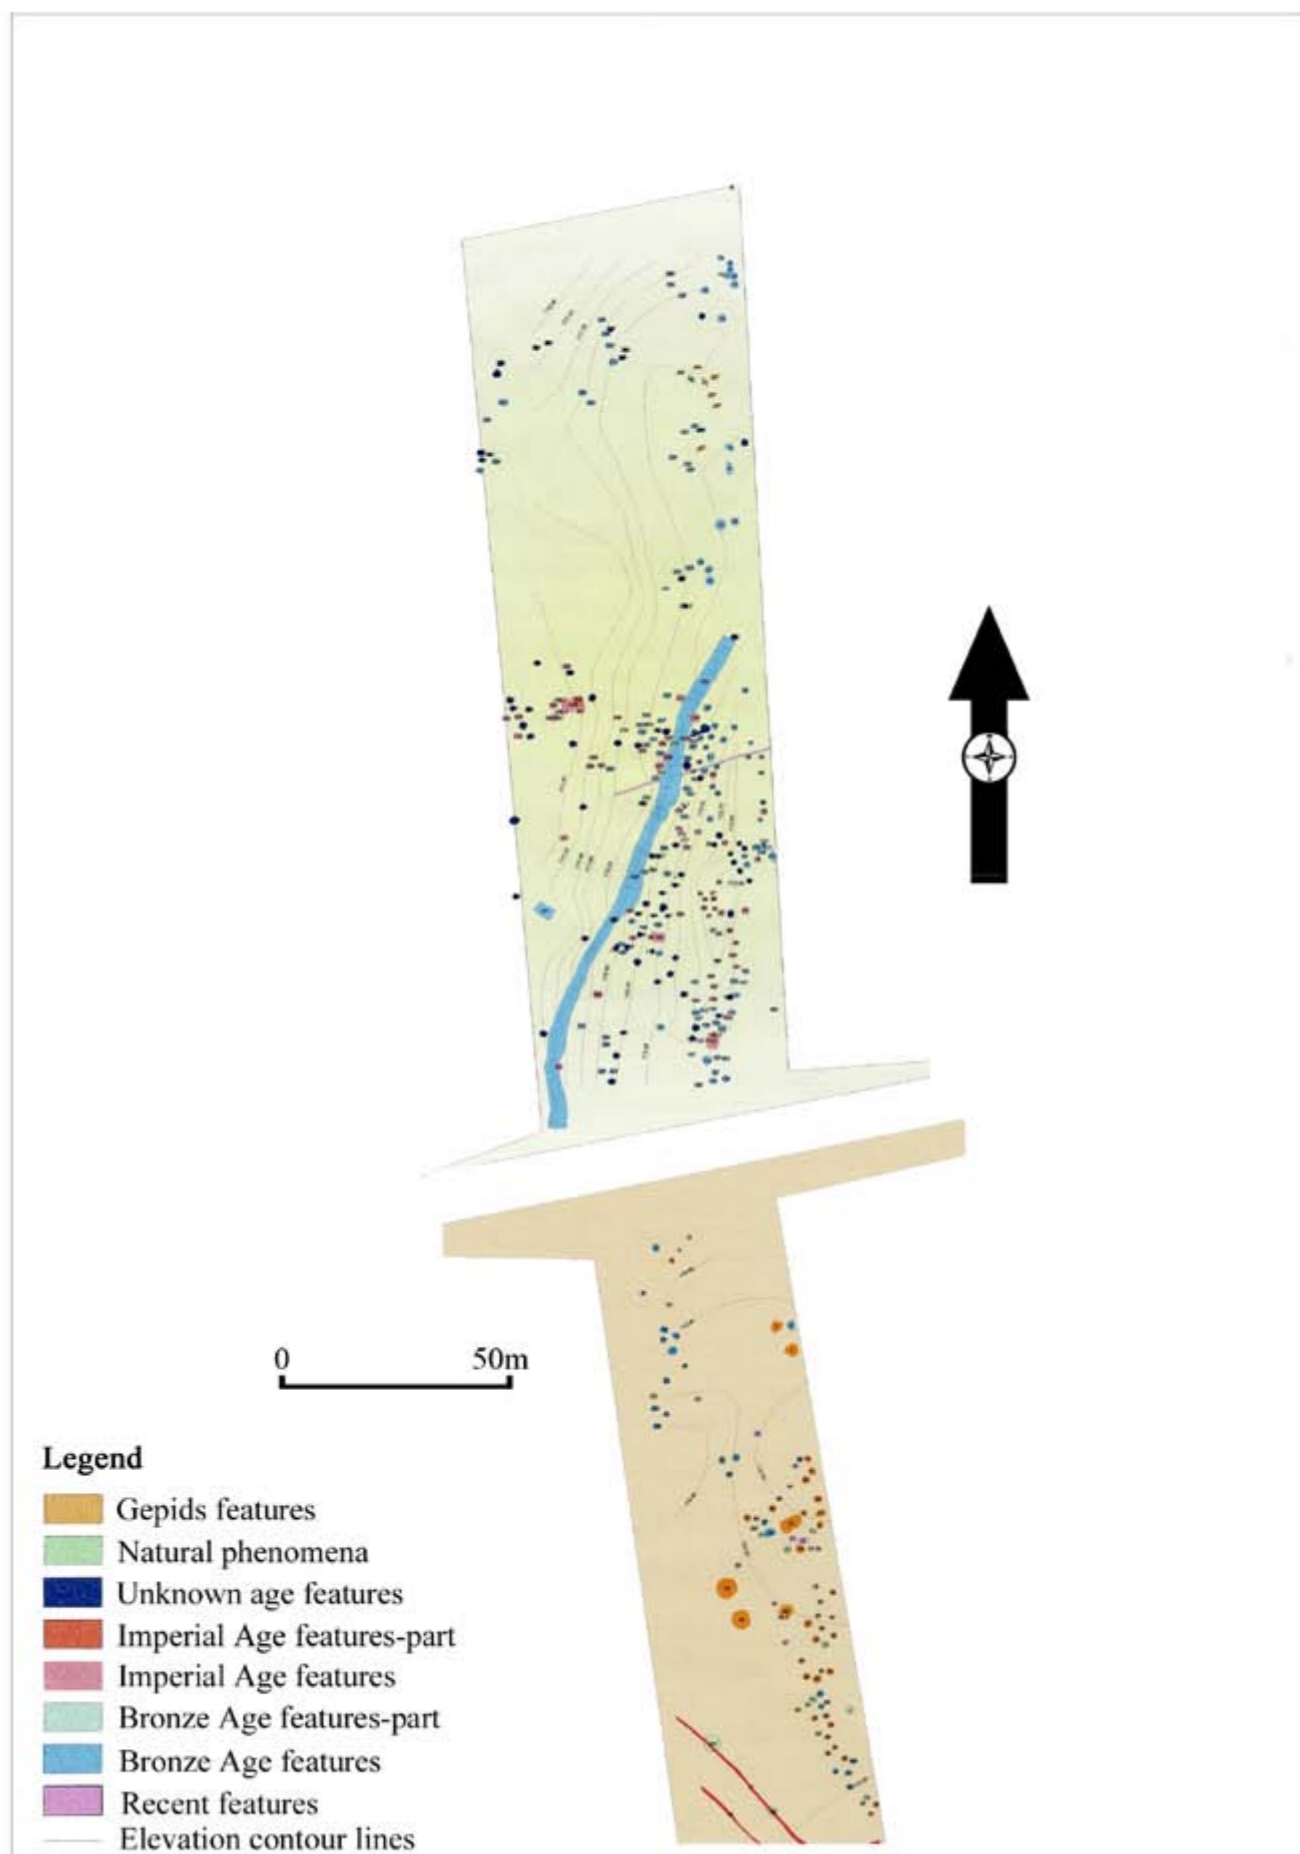 0 50m
Legend
Gepids features
Natural phenomena
Unknown age features
Imperial Age features-part
Imperial Age features
Bronze Age features-part
Bronze Age features
Recent features
Elevation contour lines